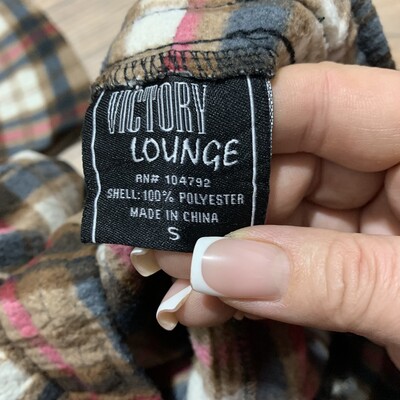 VICTORY
LOUNGE
RN# 104792
SHELL: 100% POLYESTER
MADE IN CHINA
S